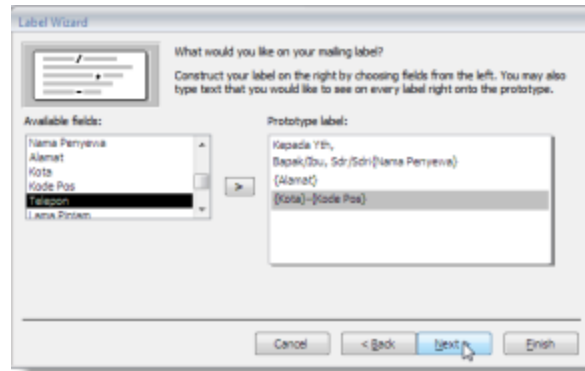 Label Wizard
What would you like on your mailing label?
Construct your label on the right by choosing fields from the left. You may also
type text that you would like to see on every label right onto the prototype.
Available fields:
Nama Penyewa
Alamat
Kota
Kode Pos
Telepon
Lama Pinjam
>
Prototype label:
Kepada Yth,
Bapak/Ibu, Sdr/Sdri{Nama Penyewa}
{Alamat}
{Kota}-{Kode Pos}
Cancel
< Back
Next >
Finish